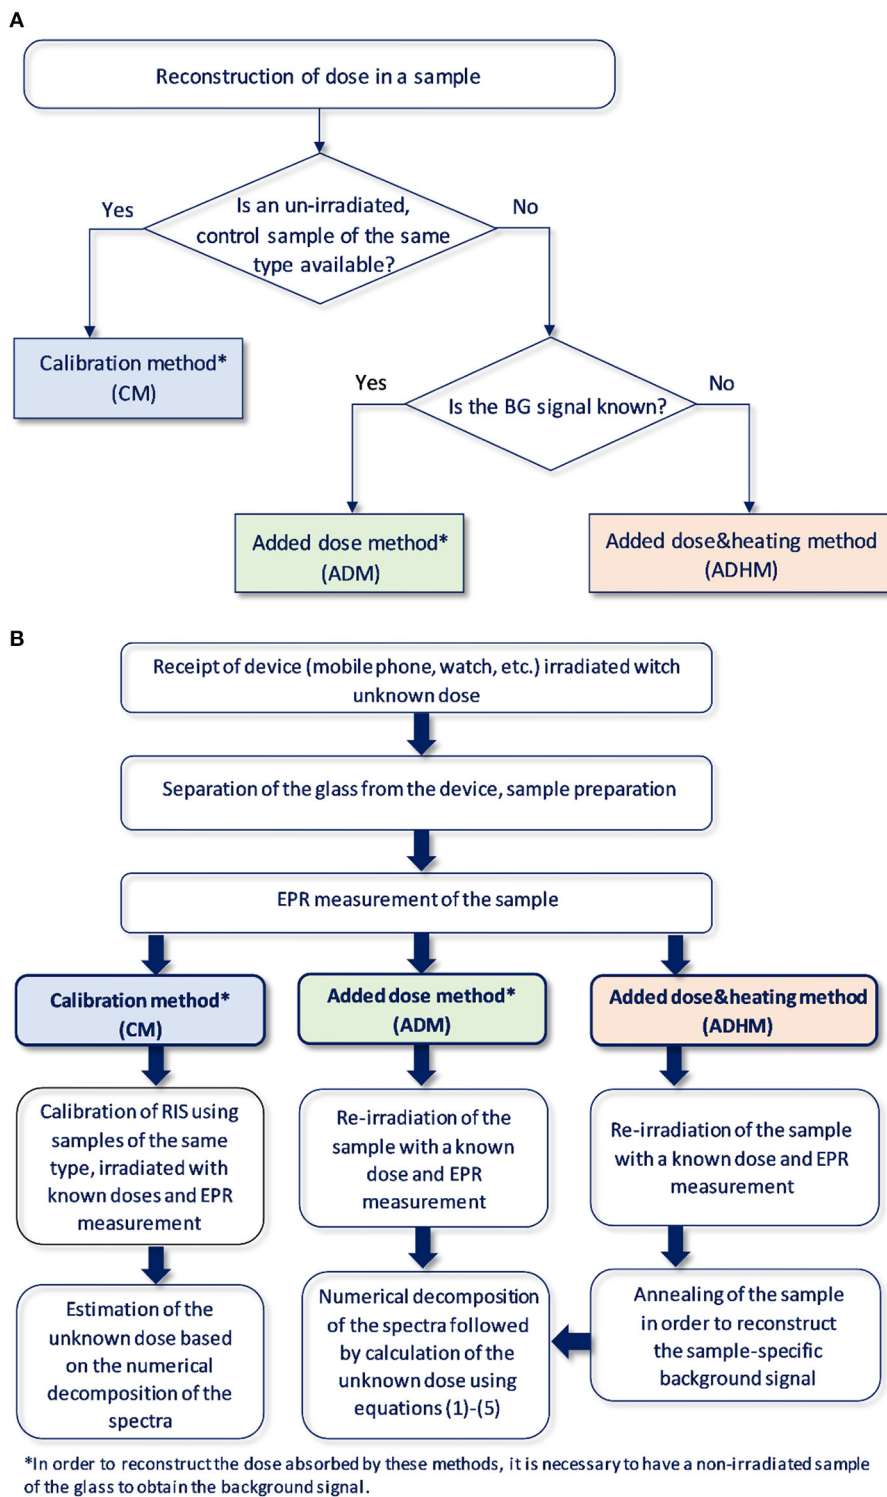 A
Reconstruction of dose in a sample
Is an un-irradiated,
control sample of the same
type available?
Yes
No
Calibration method*
(CM)
Is the BG signal known?
Yes
No
Added dose method*
(ADM)
Added dose&heating method
(ADHM)
B
Receipt of device (mobile phone, watch, etc.) irradiated witch
unknown dose
Separation of the glass from the device, sample preparation
EPR measurement of the sample
Calibration method*
(CM)
Added dose method*
(ADM)
Added dose&heating method
(ADHM)
Calibration of RIS using
samples of the same
type, irradiated with
known doses and EPR
measurement
Re-irradiation of the
sample with a known
dose and EPR
measurement
Re-irradiation of the sample
with a known dose and EPR
measurement
Estimation of the
unknown dose based
on the numerical
decomposition of the
spectra
Numerical decomposition
of the spectra followed
by calculation of the
unknown dose using
equations (1)-(5)
Annealing of the sample
in order to reconstruct
the sample-specific
background signal
*In order to reconstruct the dose absorbed by these methods, it is necessary to have a non-irradiated sample
of the glass to obtain the background signal.